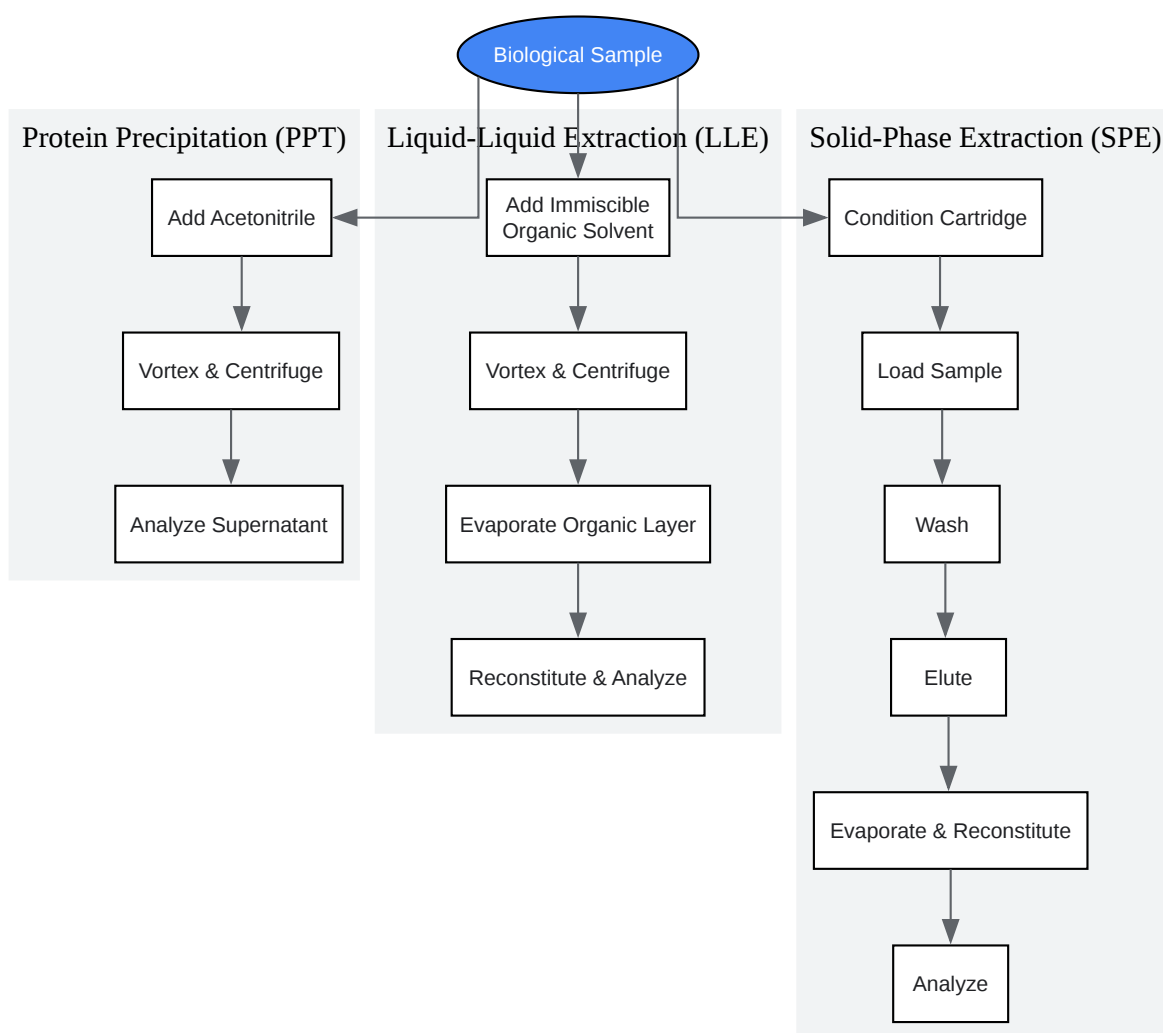 Biological Sample
Protein Precipitation (PPT)
Add Acetonitrile
Vortex & Centrifuge
Analyze Supernatant
Liquid-Liquid Extraction (LLE)
Add Immiscible
Organic Solvent
Vortex & Centrifuge
Evaporate Organic Layer
Reconstitute & Analyze
Solid-Phase Extraction (SPE)
Condition Cartridge
Load Sample
Wash
Elute
Evaporate & Reconstitute
Analyze